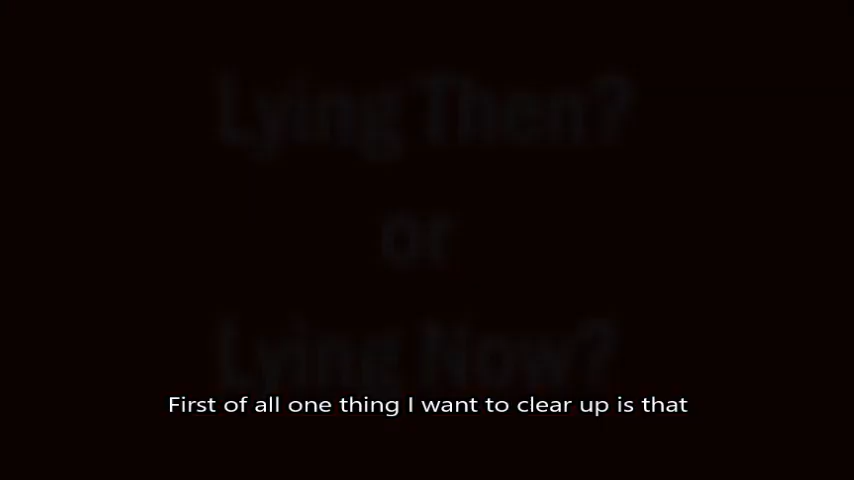 Lying Then?
or
Lying Now?
First of all one thing I want to clear up is that